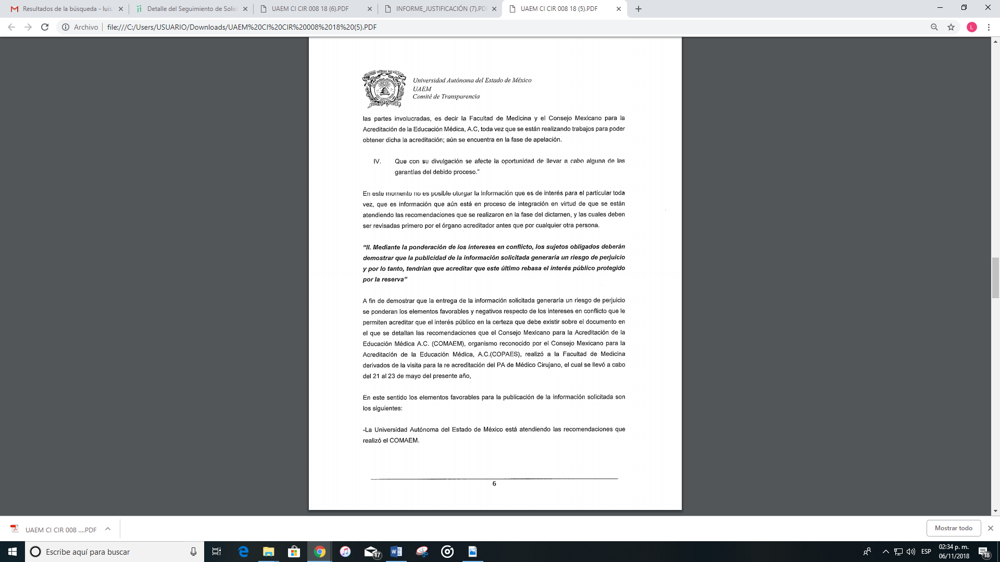 Resultados de la búsqueda - luis.
Detalle del Seguimiento de Solici
UAEM CI CIR 008 18 (6).PDF
INFORME_JUSTIFICACIÓN (7).PD
UAEM CI CIR 008 18 (5).PDF
Archivo
file:///C:/Users/USUARIO/Downloads/UAEM%20CI%20CIR%20008%2018%20(5).PDF
L
Universidad Autónoma del Estado de México
UAEM
Comité de Transparencia
las partes involucradas, es decir la Facultad de Medicina y el Consejo Mexicano para la
Acreditación de la Educación Médica, A.C, toda vez que se están realizando trabajos para poder
obtener dicha la acreditación; aún se encuentra en la fase de apelación.
IV. Que con su divulgación se afecte la oportunidad de llevar a cabo alguna de las
garantías del debido proceso."
En este momento no es posible otorgar la información que es de interés para el particular toda
vez, que es información que aún está en proceso de integración en virtud de que se están
atendiendo las recomendaciones que se realizaron en la fase del dictamen, y las cuales deben
ser revisadas primero por el órgano acreditador antes que por cualquier otra persona.
“II. Mediante la ponderación de los intereses en conflicto, los sujetos obligados deberán
demostrar que la publicidad de la información solicitada generaría un riesgo de perjuicio
y por lo tanto, tendrían que acreditar que este último rebasa el interés público protegido
por la reserva”
A fin de demostrar que la entrega de la información solicitada generaría un riesgo de perjuicio
se ponderan los elementos favorables y negativos respecto de los intereses en conflicto que le
permiten acreditar que el interés público en la certeza que debe existir sobre el documento en
el que se detallan las recomendaciones que el Consejo Mexicano para la Acreditación de la
Educación Médica A.C. (COMAEM), organismo reconocido por el Consejo Mexicano para la
Acreditación de la Educación Médica, A.C.(COPAES), realizó a la Facultad de Medicina
derivados de la visita para la re acreditación del PA de Médico Cirujano, el cual se llevó a cabo
del 21 al 23 de mayo del presente año,
En este sentido los elementos favorables para la publicación de la información solicitada son
los siguientes:
-La Universidad Autónoma del Estado de México está atendiendo las recomendaciones que
realizó el COMAEM.
6
UAEM CI CIR 008 ....PDF
Mostrar todo
Escribe aquí para buscar
17
ESP
02:34 p. m.
06/11/2018
18